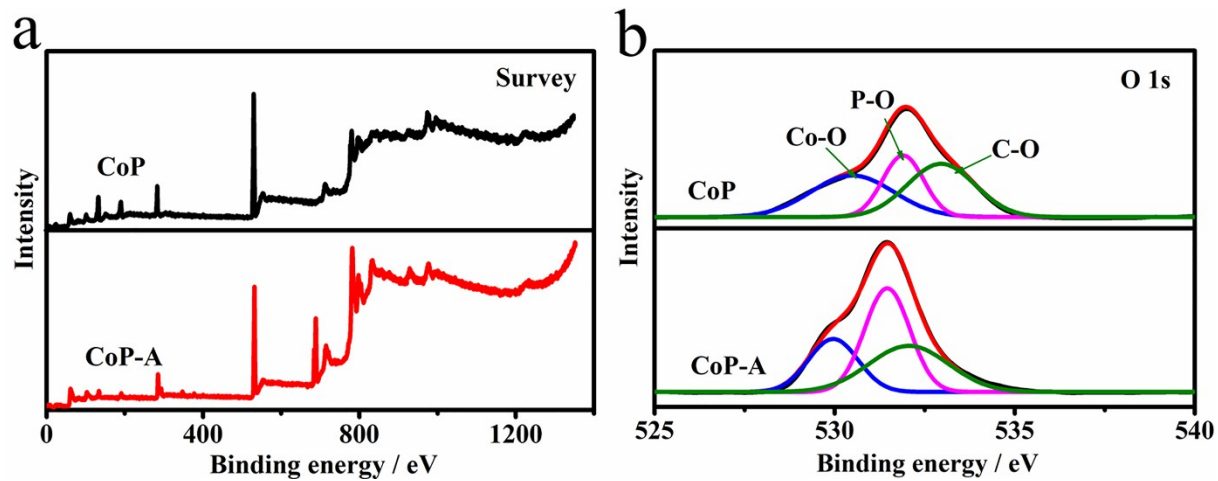 a
Survey
CoP
CoP-A
Intensity
0
400
800
1200
Binding energy / eV
b
O 1s
P-O
Co-O
C-O
CoP
CoP-A
Intensity
525
530
535
540
Binding energy / eV